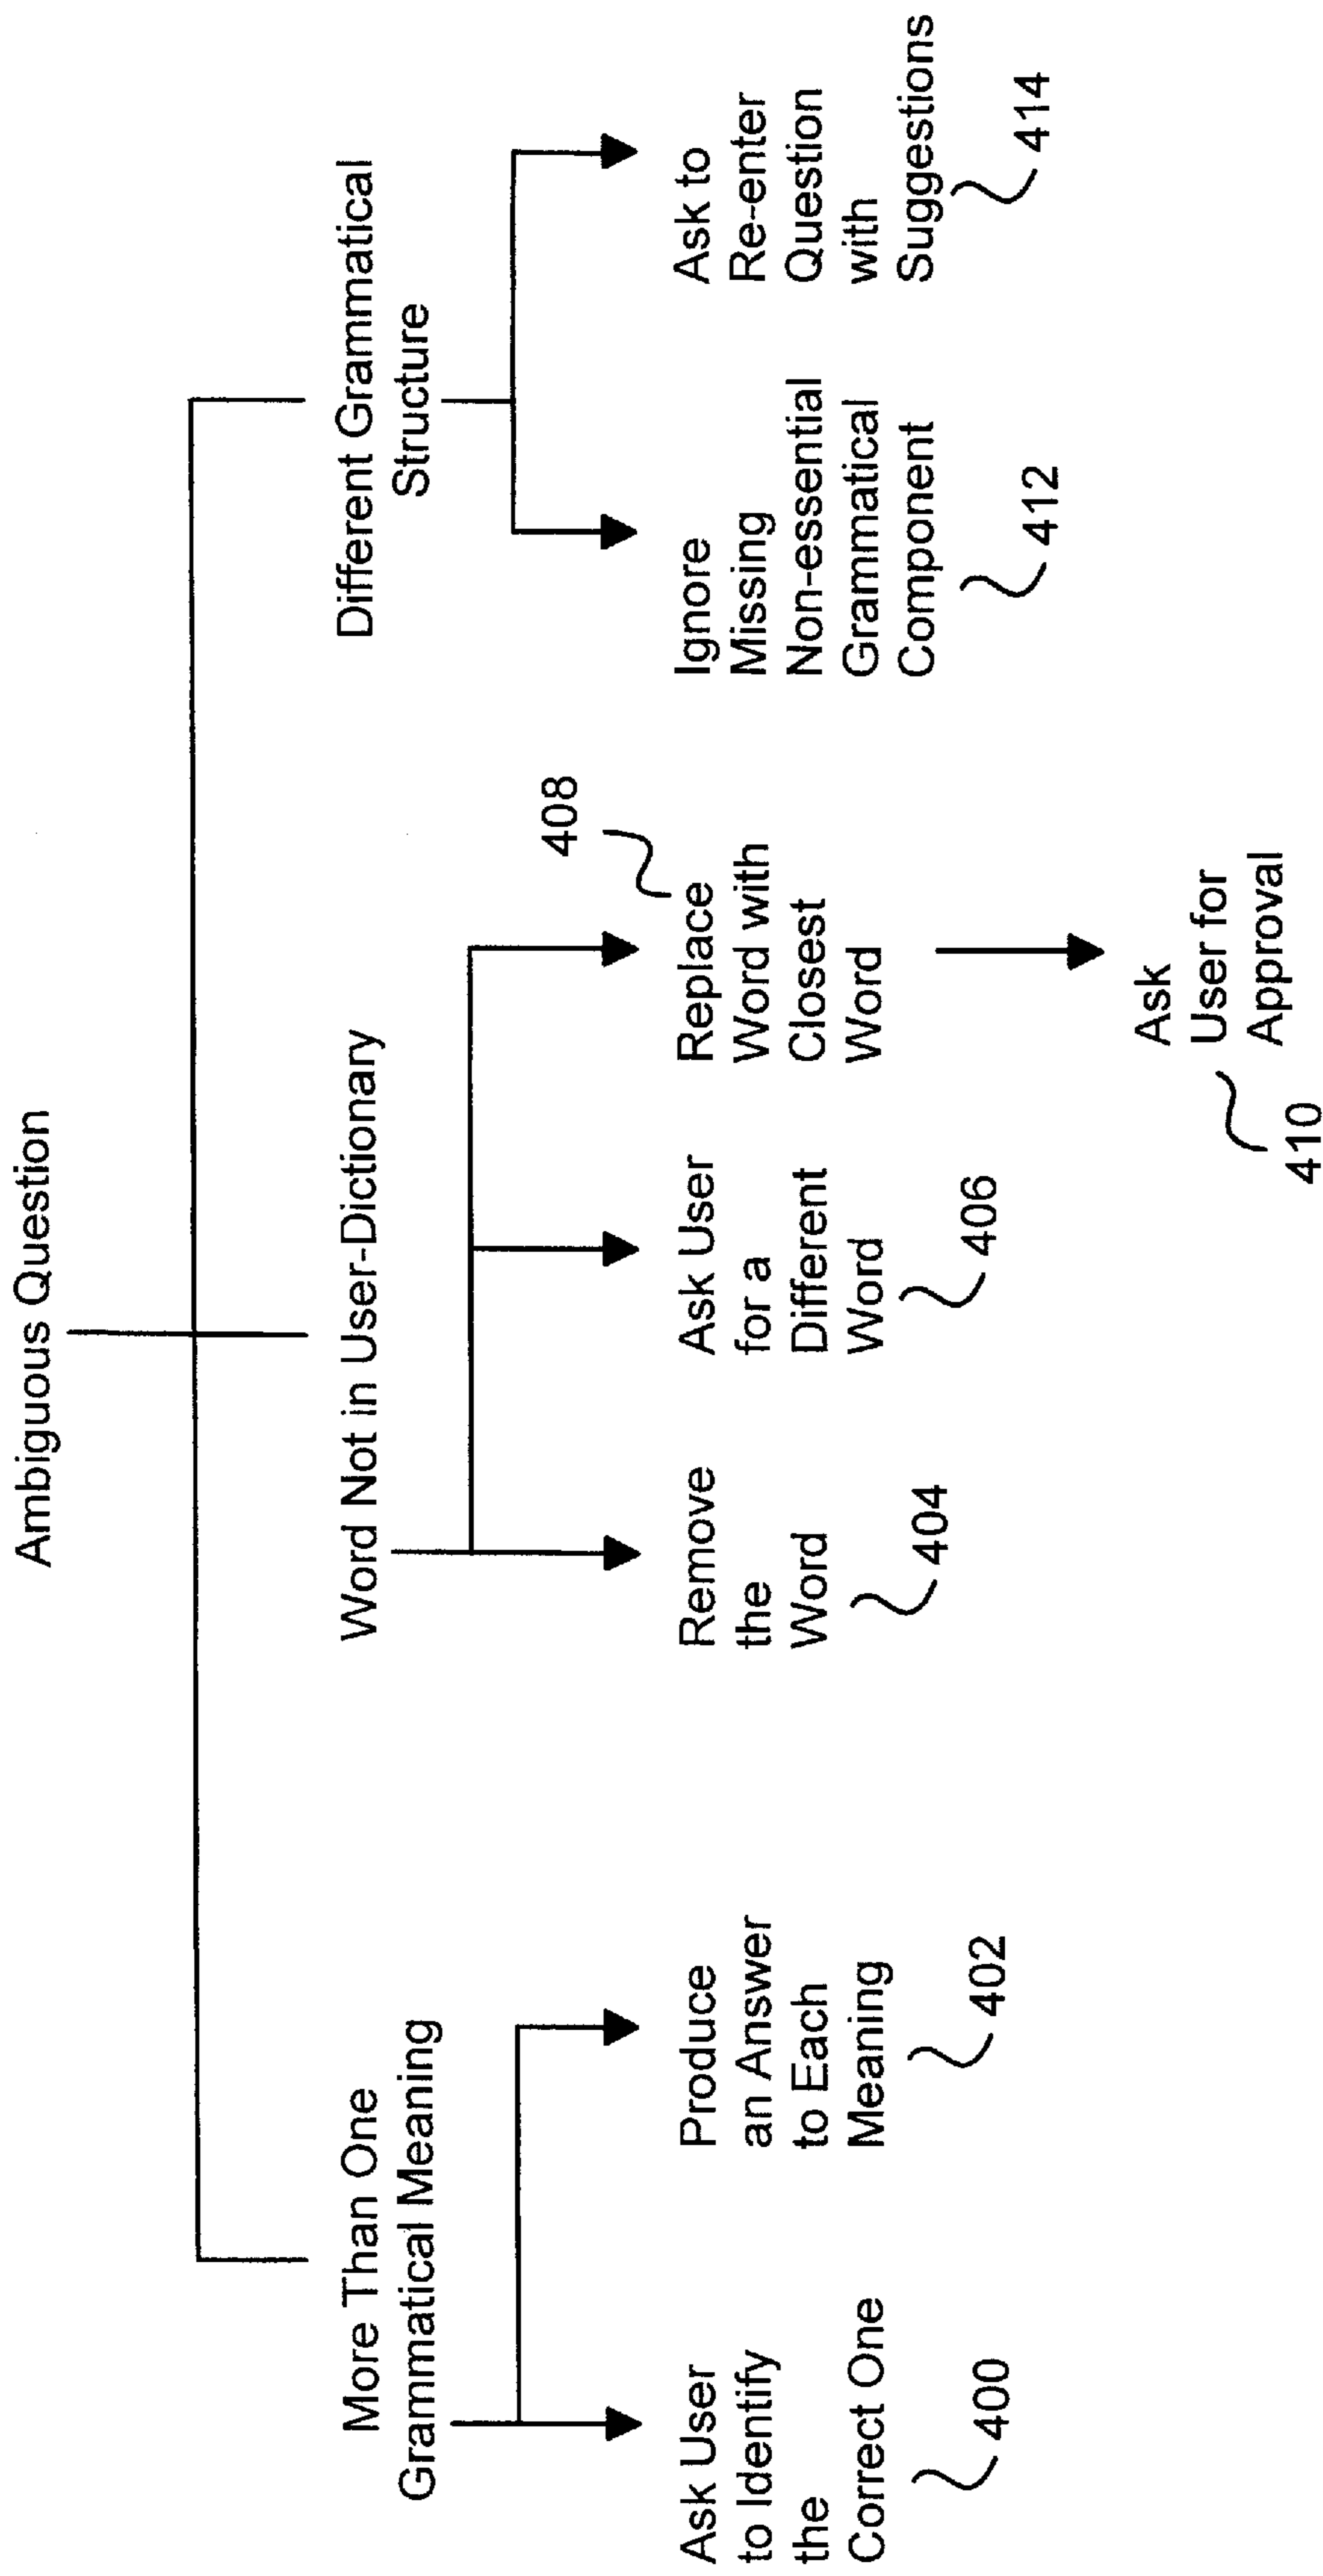 Ambiguous Question
More Than One
Grammatical Meaning
Ask User
to Identify
the
Correct One
400
Produce
an Answer
to Each
Meaning
402
Word Not in User-Dictionary
Remove
the
Word
404
Ask User
for a
Different
Word
406
408
Replace
Word with
Closest
Word
Ask
User for
Approval
410
Different Grammatical
Structure
Ignore
Missing
Non-essential
Grammatical
Component
412
Ask to
Re-enter
Question
with
Suggestions
414